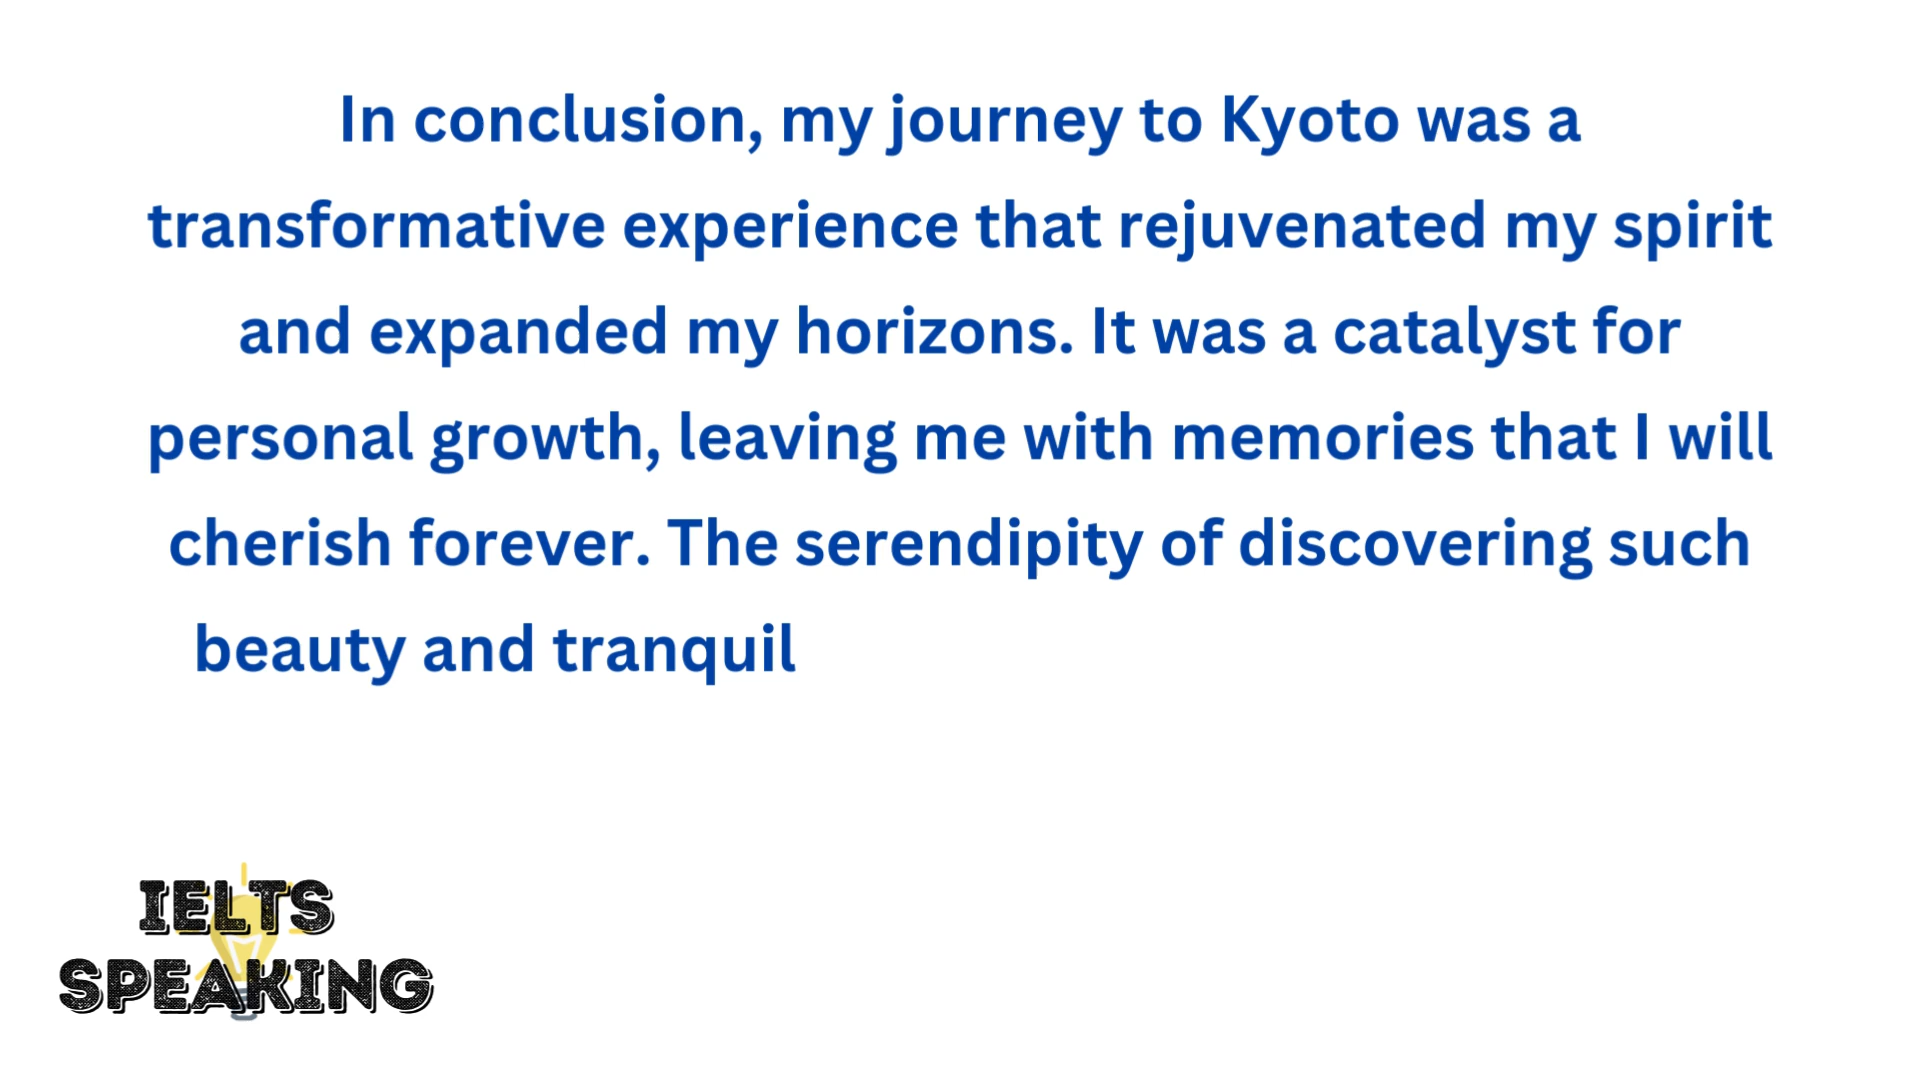 In conclusion, my journey to Kyoto was a
transformative experience that rejuvenated my spirit
and expanded my horizons. It was a catalyst for
personal growth, leaving me with memories that I will
cherish forever. The serendipity of discovering such
beauty and tranquil
IELTS
SPEAKING